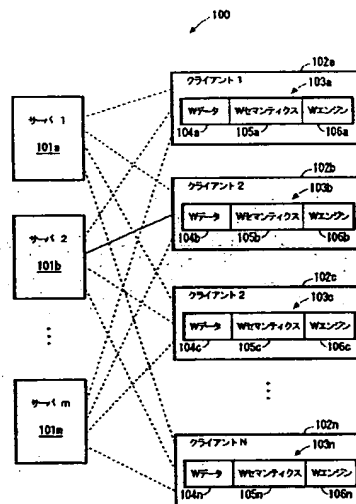 100
サーバ 1
101a
サーバ 2
101b
サーバ m
101m
102a
クライアント 1
103a
Wデータ Wセマンティクス Wエンジン
104a 105a 106a
102b
クライアント 2
103b
Wデータ Wセマンティクス Wエンジン
104b 105b 106b
102c
クライアント 2
103c
Wデータ Wセマンティクス Wエンジン
104c 105c 106c
102n
クライアント N
103n
Wデータ Wセマンティクス Wエンジン
104n 105n 106n